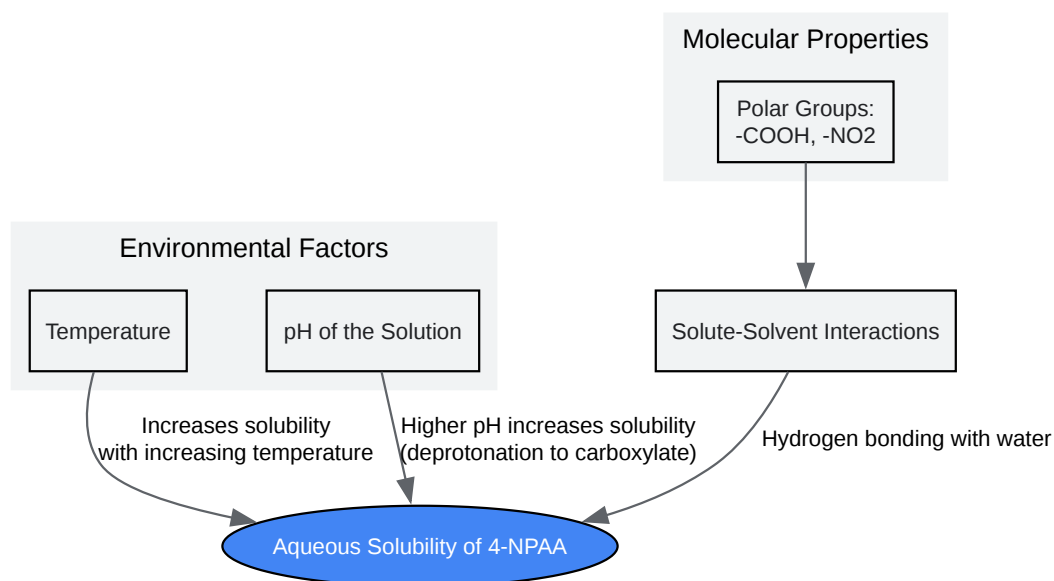 Molecular Properties
Polar Groups:
-COOH, -NO2
Environmental Factors
Temperature
pH of the Solution
Solute-Solvent Interactions
Increases solubility
with increasing temperature
Higher pH increases solubility
(deprotonation to carboxylate)
Hydrogen bonding with water
Aqueous Solubility of 4-NPAA